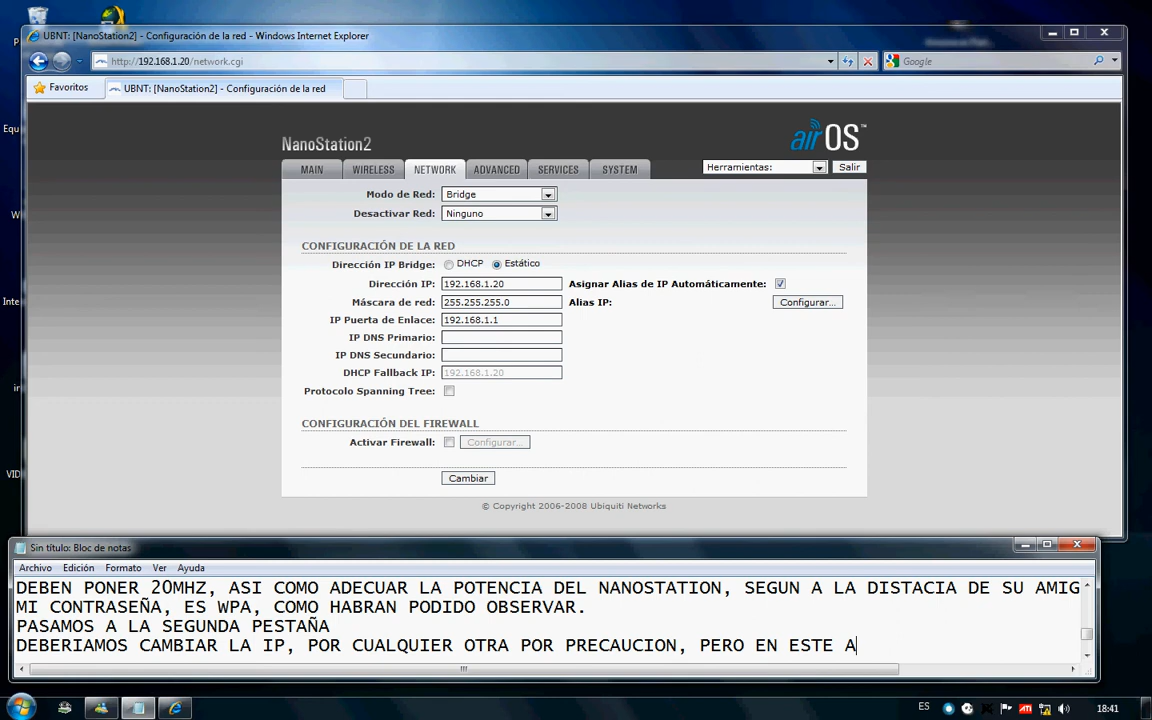 UBNT: [NanoStation2] - Configuración de la red - Windows Internet Explorer
http://192.168.1.20/network.cgi
Google
Favoritos
UBNT: [NanoStation2] - Configuración de la red
NanoStation2
airOS™
MAIN WIRELESS NETWORK ADVANCED SERVICES SYSTEM
Herramientas: Salir
Modo de Red: Bridge
Desactivar Red: Ninguno
CONFIGURACIÓN DE LA RED
Dirección IP Bridge: DHCP Estático
Dirección IP: 192.168.1.20 Asignar Alias de IP Automáticamente:
Máscara de red: 255.255.255.0 Alias IP: Configurar...
IP Puerta de Enlace: 192.168.1.1
IP DNS Primario:
IP DNS Secundario:
DHCP Fallback IP: 192.168.1.20
Protocolo Spanning Tree:
CONFIGURACIÓN DEL FIREWALL
Activar Firewall: Configurar...
Cambiar
© Copyright 2006-2008 Ubiquiti Networks
Equ
W
Inte
in
VID
Sin título: Bloc de notas
Archivo Edición Formato Ver Ayuda
DEBEN PONER 20MHZ, ASI COMO ADECUAR LA POTENCIA DEL NANOSTATION, SEGUN A LA DISTACIA DE SU AMIG
MI CONTRASEÑA, ES WPA, COMO HABRAN PODIDO OBSERVAR.
PASAMOS A LA SEGUNDA PESTAÑA
DEBERIAMOS CAMBIAR LA IP, POR CUALQUIER OTRA POR PRECAUCION, PERO EN ESTE A
ES
ATI
18:41